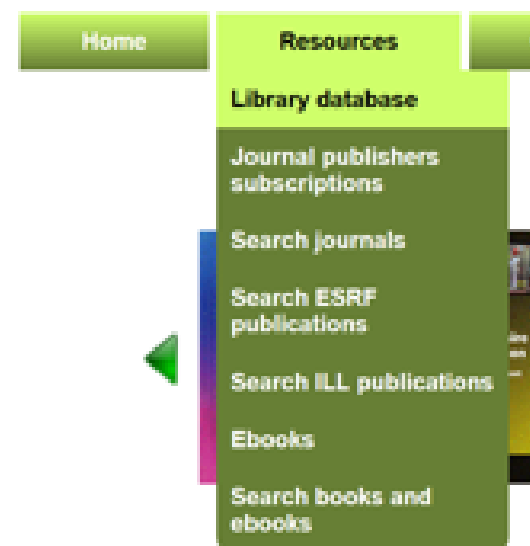 Home
Resources
Library database
Journal publishers
subscriptions
Search journals
Search ESRF
publications
Search ILL publications
Ebooks
Search books and
ebooks